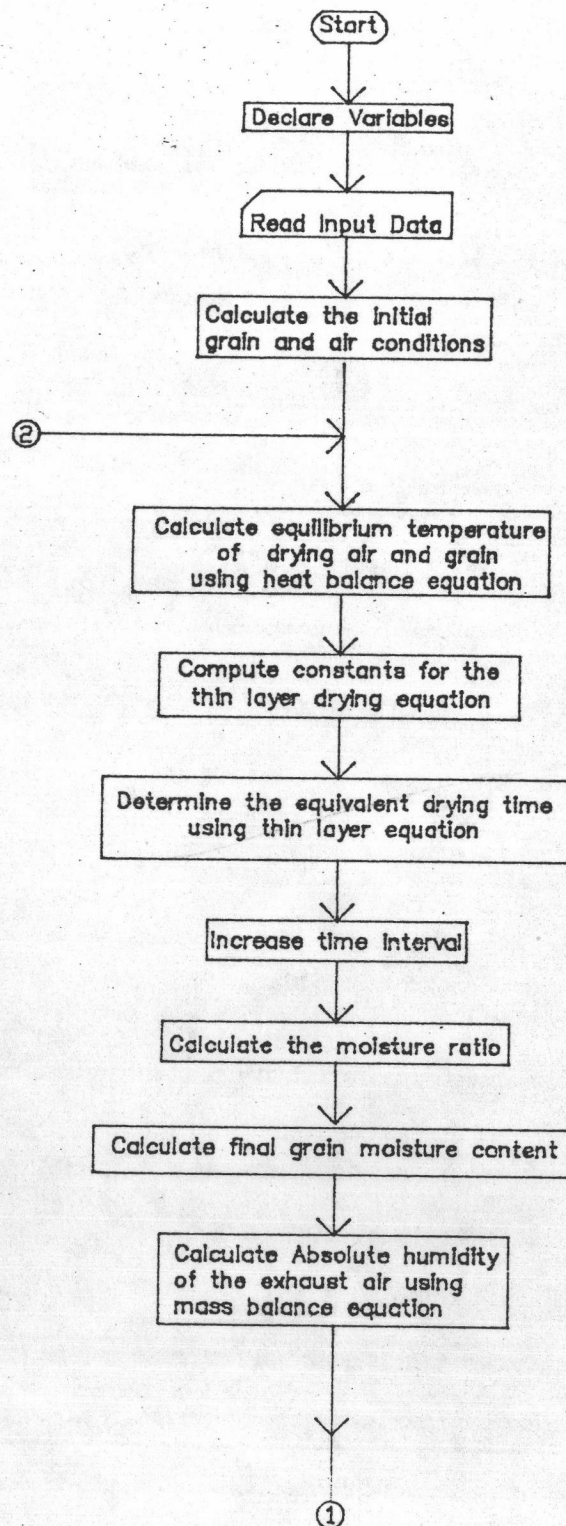 Start
Declare Variables
Read Input Data
Calculate the initial
grain and air conditions
②
Calculate equilibrium temperature
of drying air and grain
using heat balance equation
Compute constants for the
thin layer drying equation
Determine the equivalent drying time
using thin layer equation
Increase time interval
Calculate the moisture ratio
Calculate final grain moisture content
Calculate Absolute humidity
of the exhaust air using
mass balance equation
①